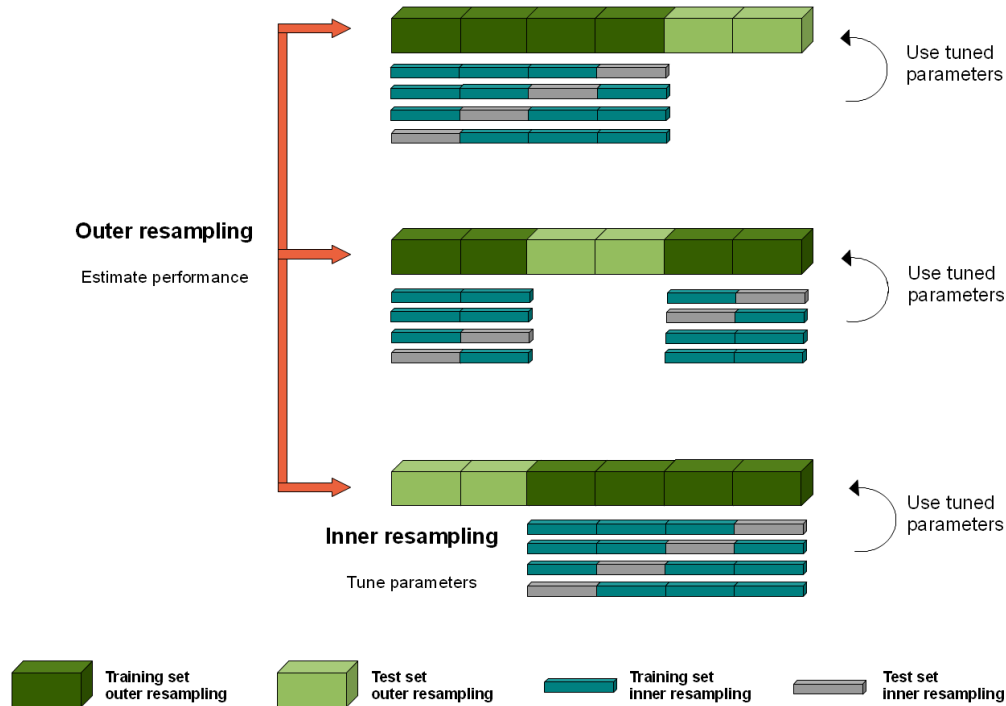 Use tuned
parameters
Outer resampling
Estimate performance
Use tuned
parameters
Inner resampling
Tune parameters
Use tuned
parameters
Training set
outer resampling
Test set
outer resampling
Training set
inner resampling
Test set
inner resampling